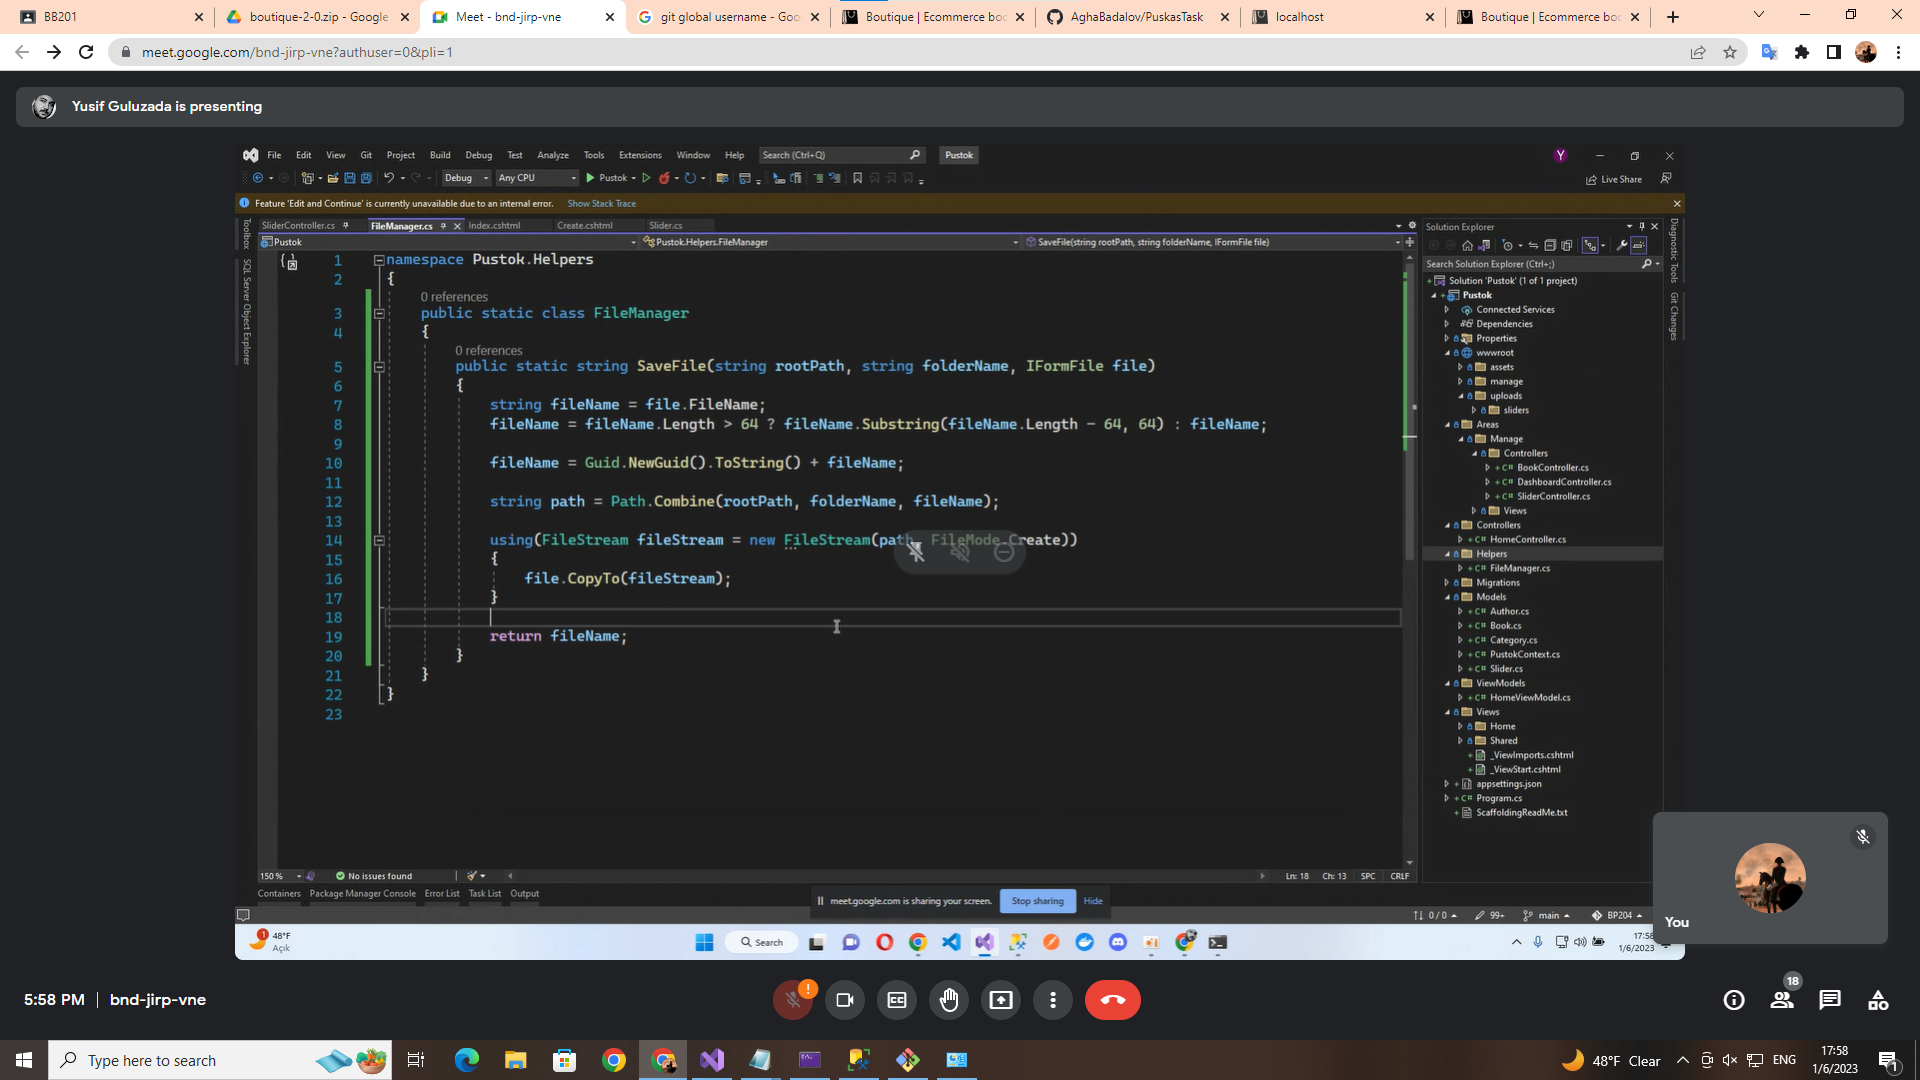 BB201
boutique-2-0.zip - Google
Meet - bnd-jirp-vne
git global username - Goo
Boutique | Ecommerce boo
AghaBadalov/PuskasTask
localhost
Boutique | Ecommerce boo
meet.google.com/bnd-jirp-vne?authuser=0&pli=1
Yusif Guluzada is presenting
File Edit View Git Project Build Debug Test Analyze Tools Extensions Window Help Search (Ctrl+Q) Pustok
Y
Debug Any CPU Pustok
Live Share
Feature 'Edit and Continue' is currently unavailable due to an internal error. Show Stack Trace
SliderController.cs FileManager.cs Index.cshtml Create.cshtml Slider.cs
Pustok Pustok.Helpers.FileManager SaveFile(string rootPath, string folderName, IFormFile file)
Toolbox
SQL Server Object Explorer
1 namespace Pustok.Helpers
2 {
0 references
3 public static class FileManager
4 {
0 references
5 public static string SaveFile(string rootPath, string folderName, IFormFile file)
6 {
7 string fileName = file.FileName;
8 fileName = fileName.Length > 64 ? fileName.Substring(fileName.Length - 64, 64) : fileName;
9
10 fileName = Guid.NewGuid().ToString() + fileName;
11
12 string path = Path.Combine(rootPath, folderName, fileName);
13
14 using(FileStream fileStream = new FileStream(path, FileMode.Create))
15 {
16 file.CopyTo(fileStream);
17 }
18
19 return fileName;
20 }
21 }
22 }
23
Solution Explorer
Search Solution Explorer (Ctrl+;)
Solution 'Pustok' (1 of 1 project)
Pustok
Connected Services
Dependencies
Properties
wwwroot
assets
manage
uploads
sliders
Areas
Manage
Controllers
C# BookController.cs
C# DashboardController.cs
C# SliderController.cs
Views
Controllers
C# HomeController.cs
Helpers
C# FileManager.cs
Migrations
Models
C# Author.cs
C# Book.cs
C# Category.cs
C# PustokContext.cs
C# Slider.cs
ViewModels
C# HomeViewModel.cs
Views
Home
Shared
_ViewImports.cshtml
_ViewStart.cshtml
appsettings.json
C# Program.cs
ScaffoldingReadMe.txt
Diagnostic Tools
Git Changes
150 % No issues found Ln: 18 Ch: 13 SPC CRLF
Containers Package Manager Console Error List Task List Output
meet.google.com is sharing your screen. Stop sharing Hide
0 / 0 99+ main BP204
1 48°F
Açık
Search
17:58
1/6/2023
You
5:58 PM | bnd-jirp-vne
18
Type here to search
48°F Clear
ENG
17:58
1/6/2023
1